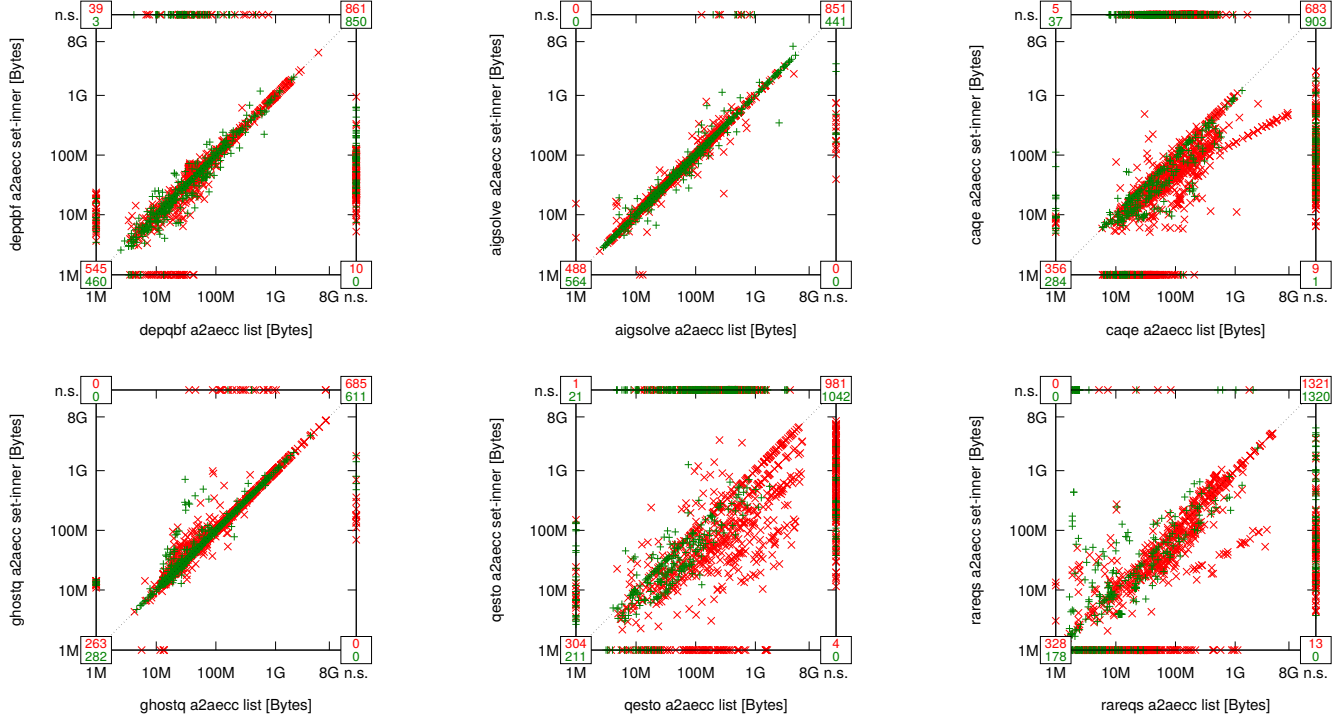 n.s. 39 3 861 850
8G
1G
100M
10M
1M 545 460 10 0
1M 10M 100M 1G 8G n.s.
depqbf a2aecc set-inner [Bytes]
depqbf a2aecc list [Bytes]
n.s. 0 0 851 441
8G
1G
100M
10M
1M 488 564 0 0
1M 10M 100M 1G 8G n.s.
aigsolve a2aecc set-inner [Bytes]
aigsolve a2aecc list [Bytes]
n.s. 5 37 683 903
8G
1G
100M
10M
1M 356 284 9 1
1M 10M 100M 1G 8G n.s.
caqe a2aecc set-inner [Bytes]
caqe a2aecc list [Bytes]
n.s. 0 0 685 611
8G
1G
100M
10M
1M 263 282 0 0
1M 10M 100M 1G 8G n.s.
ghostq a2aecc set-inner [Bytes]
ghostq a2aecc list [Bytes]
n.s. 1 21 981 1042
8G
1G
100M
10M
1M 304 211 4 0
1M 10M 100M 1G 8G n.s.
qesto a2aecc set-inner [Bytes]
qesto a2aecc list [Bytes]
n.s. 0 0 1321 1320
8G
1G
100M
10M
1M 328 178 13 0
1M 10M 100M 1G 8G n.s.
rareqs a2aecc set-inner [Bytes]
rareqs a2aecc list [Bytes]